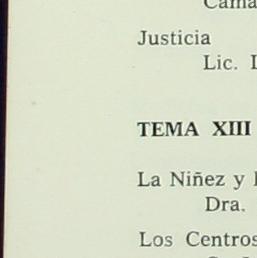 Justicia
Lic.
TEMA XIII
La Niñez y
Dra.
Los Centros